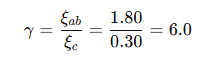 γ = ξ_ab / ξ_c = 1.80 / 0.30 = 6.0